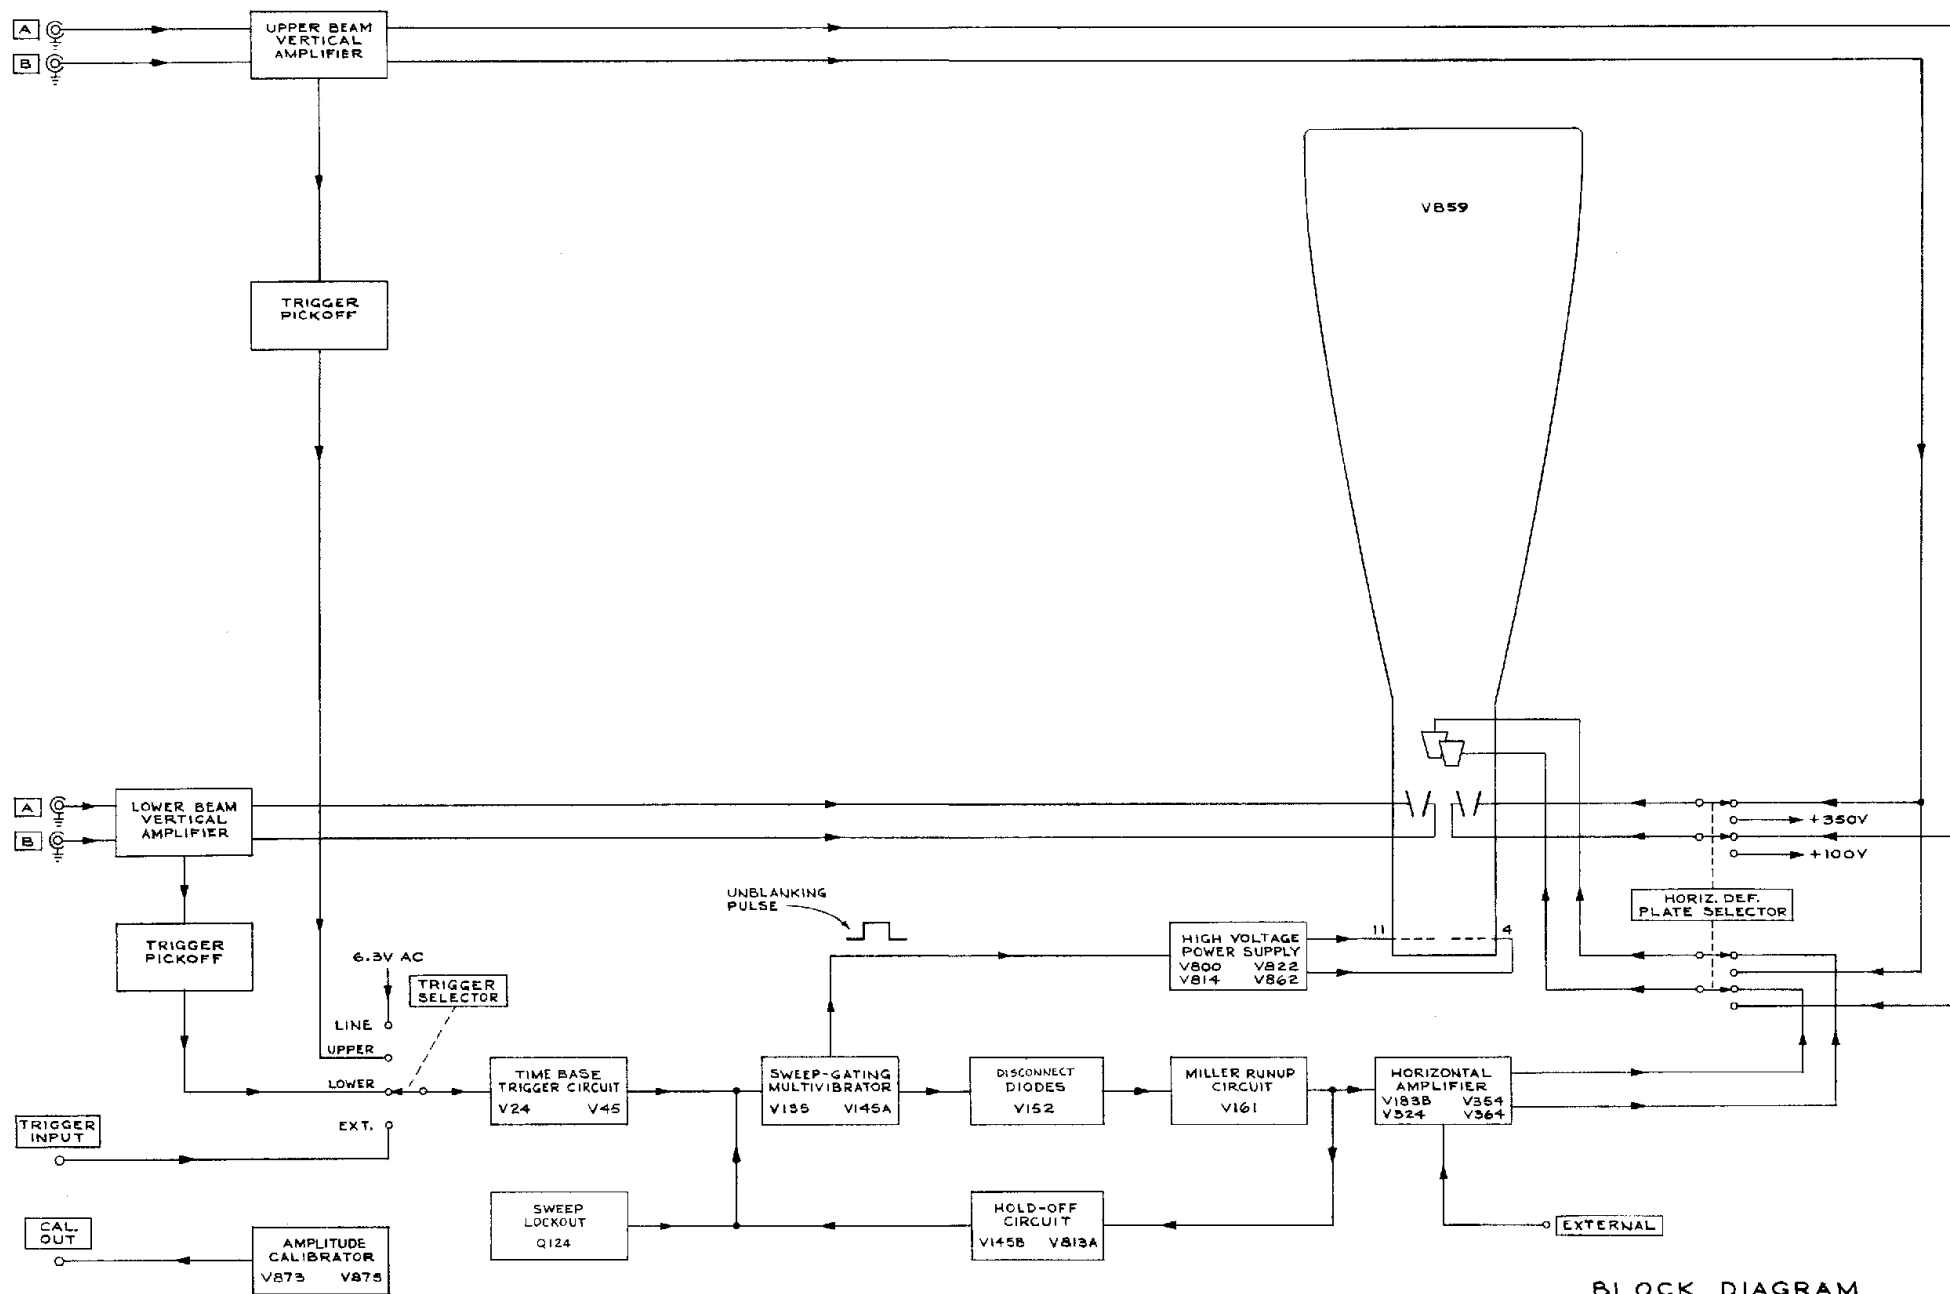 A
B
UPPER BEAM
VERTICAL
AMPLIFIER
V859
TRIGGER
PICKOFF
A
B
LOWER BEAM
VERTICAL
AMPLIFIER
+350V
+100V
HORIZ. DEF.
PLATE SELECTOR
UNBLANKING
PULSE
TRIGGER
PICKOFF
HIGH VOLTAGE
POWER SUPPLY
V800 V822
V814 V862
11
4
6.3V AC
TRIGGER
SELECTOR
LINE
UPPER
LOWER
EXT.
TIME BASE
TRIGGER CIRCUIT
V24 V45
SWEEP-GATING
MULTIVIBRATOR
V135 V145A
DISCONNECT
DIODES
V152
MILLER RUNUP
CIRCUIT
V161
HORIZONTAL
AMPLIFIER
V183B V354
V324 V364
TRIGGER
INPUT
SWEEP
LOCKOUT
Q124
HOLD-OFF
CIRCUIT
V145B V813A
EXTERNAL
CAL.
OUT
AMPLITUDE
CALIBRATOR
V873 V875
BLOCK DIAGRAM